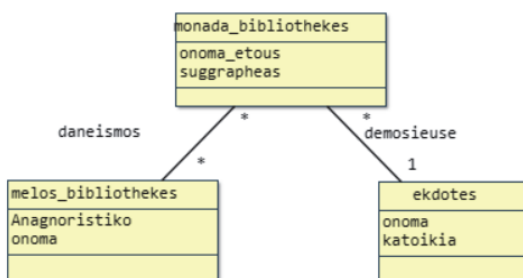 monada_bibliothekes
onoma_etous
suggrapheas
* *
daneismos demosieuse
* 1
melos_bibliothekes
Anagnoristiko
onoma
ekdotes
onoma
katoikia